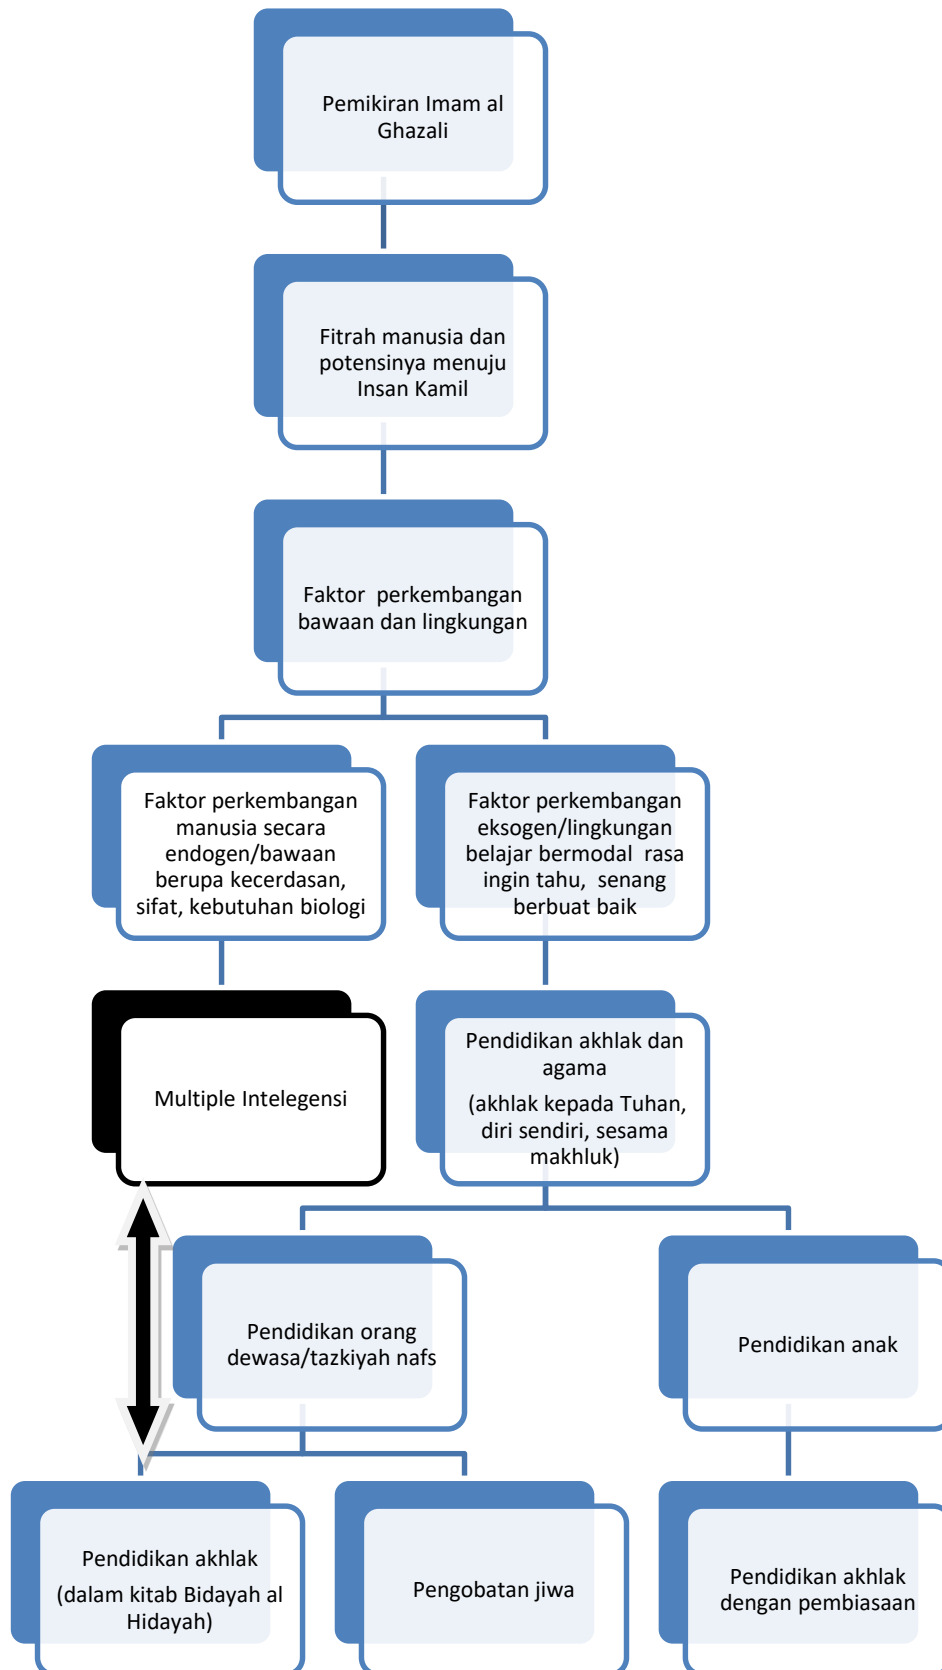 Pemikiran Imam al
Ghazali
Fitrah manusia dan
potensinya menuju
Insan Kamil
Faktor perkembangan
bawaan dan lingkungan
Faktor perkembangan
manusia secara
endogen/bawaan
berupa kecerdasan,
sifat, kebutuhan biologi
Faktor perkembangan
eksogen/lingkungan
belajar bermodal rasa
ingin tahu, senang
berbuat baik
Multiple Intelegensi
Pendidikan akhlak dan
agama
(akhlak kepada Tuhan,
diri sendiri, sesama
makhluk)
Pendidikan orang
dewasa/tazkiyah nafs
Pendidikan anak
Pendidikan akhlak
(dalam kitab Bidayah al
Hidayah)
Pengobatan jiwa
Pendidikan akhlak
dengan pembiasaan